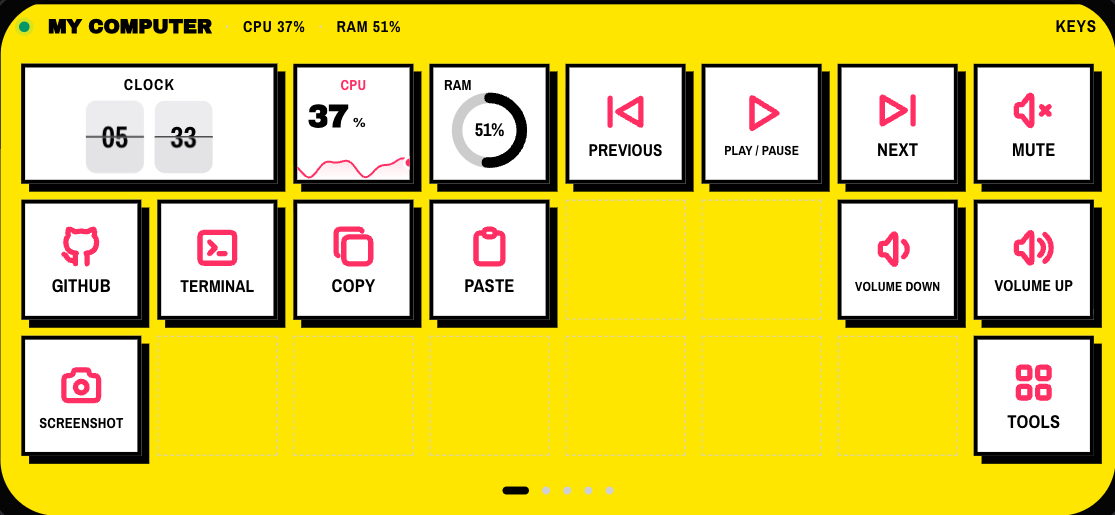 MY COMPUTER CPU 37% RAM 51% KEYS
CLOCK
05 33
CPU
37 %
RAM
51%
PREVIOUS
PLAY / PAUSE
NEXT
MUTE
GITHUB
TERMINAL
COPY
PASTE
VOLUME DOWN
VOLUME UP
SCREENSHOT
TOOLS